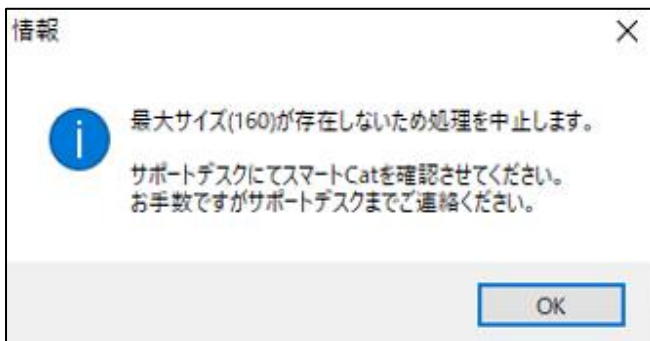 情報
最大サイズ(160)が存在しないため処理を中止します。
サポートデスクにてスマートCatを確認させてください。
お手数ですがサポートデスクまでご連絡ください。
OK